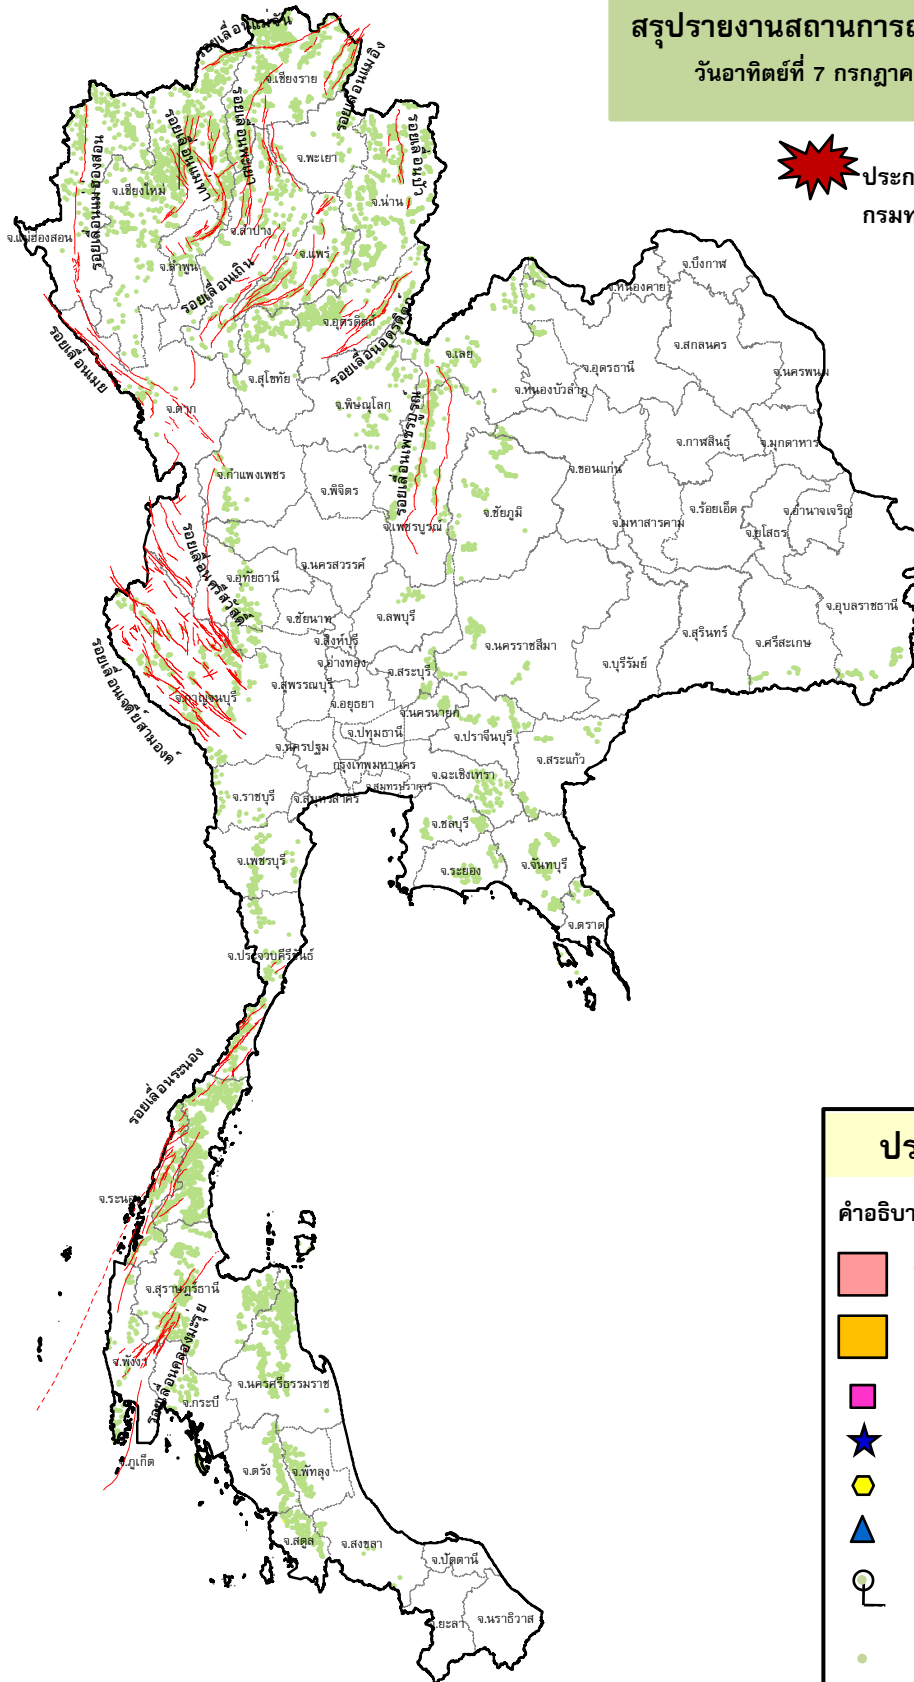 สรุปรายงานสถานการณ์
วันอาทิตย์ที่ 7 กรกฎาค
ประก
กรมท
รอยเลื่อนแม่จัน
รอยเลื่อนแม่อิง
จ.เชียงราย
รอยเลื่อนพะเยา
รอยเลื่อนแม่ทา
รอยเลื่อนปัว
รอยเลื่อนแม่ฮ่องสอน
จ.พะเยา
จ.เชียงใหม่
จ.น่าน
จ.แม่ฮ่องสอน
จ.ลำปาง
จ.แพร่
จ.ลำพูน
รอยเลื่อนเถิน
จ.บึงกาฬ
จ.หนองคาย
จ.อุตรดิตถ์
รอยเลื่อนอุตรดิตถ์
จ.สกลนคร
รอยเลื่อนเมย
จ.เลย
จ.อุดรธานี
จ.นครพนม
จ.สุโขทัย
จ.หนองบัวลำภู
จ.ตาก
จ.พิษณุโลก
รอยเลื่อนเพชรบูรณ์
จ.กาฬสินธุ์
จ.มุกดาหาร
จ.กำแพงเพชร
จ.ขอนแก่น
จ.พิจิตร
จ.ชัยภูมิ
จ.ร้อยเอ็ด
จ.อำนาจเจริญ
จ.เพชรบูรณ์
จ.มหาสารคาม
จ.ยโสธร
รอยเลื่อนศรีสวัสดิ์
จ.นครสวรรค์
จ.อุทัยธานี
จ.อุบลราชธานี
จ.ชัยนาท
จ.ลพบุรี
จ.สุรินทร์
จ.สิงห์บุรี
จ.นครราชสีมา
จ.ศรีสะเกษ
จ.อ่างทอง
จ.บุรีรัมย์
จ.สระบุรี
รอยเลื่อนเจดีย์สามองค์
จ.สุพรรณบุรี
จ.กาญจนบุรี
จ.อยุธยา
จ.นครนายก
จ.ปทุมธานี
จ.ปราจีนบุรี
จ.นครปฐม
จ.สระแก้ว
กรุงเทพมหานคร
จ.ฉะเชิงเทรา
จ.สมุทรปราการ
จ.ราชบุรี
จ.สมุทรสาคร
จ.ชลบุรี
จ.เพชรบุรี
จ.ระยอง
จ.จันทบุรี
จ.ตราด
จ.ประจวบคีรีขันธ์
รอยเลื่อนระนอง
ปร
จ.ระนอง
คำอธิบา
จ.สุราษฎร์ธานี
รอยเลื่อนคลองมะรุ่ย
จ.พังงา
จ.นครศรีธรรมราช
จ.กระบี่
จ.ภูเก็ต
จ.ตรัง
จ.พัทลุง
จ.สตูล
จ.สงขลา
จ.ปัตตานี
จ.ยะลา
จ.นราธิวาส